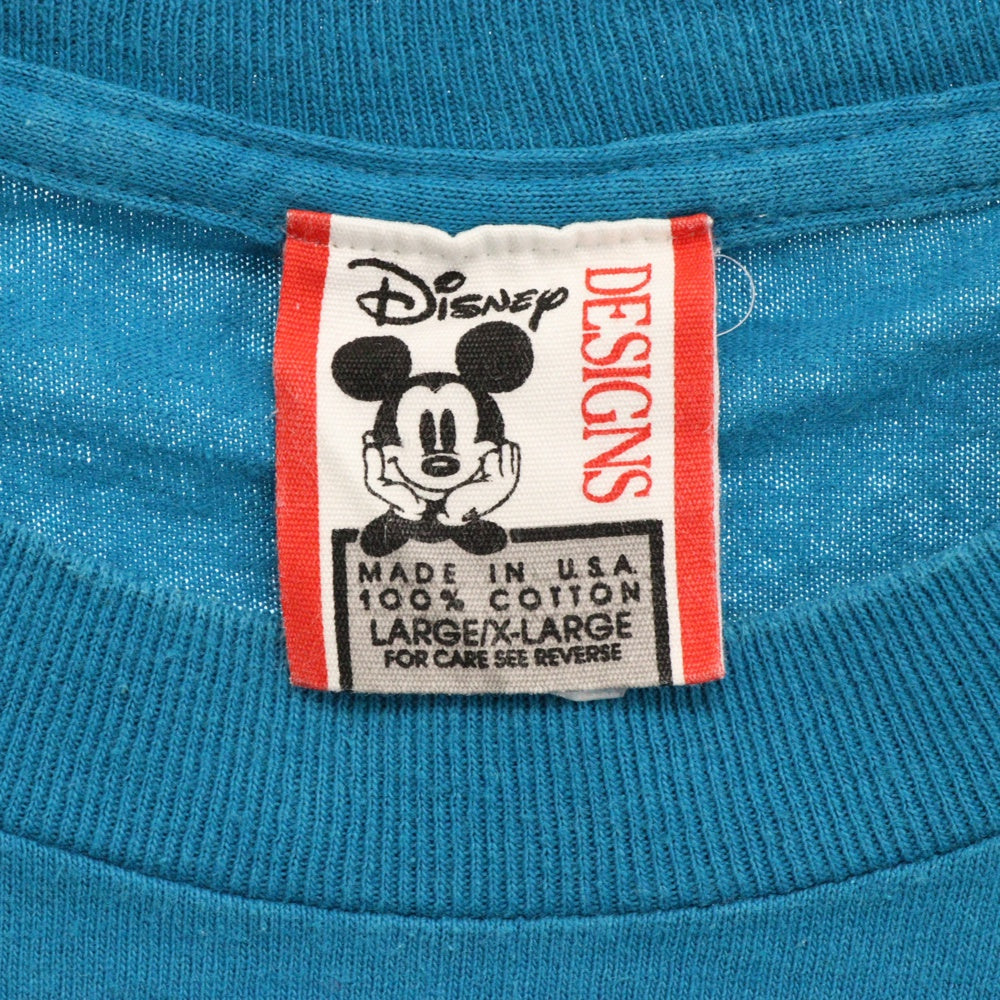 Disney
DESIGNS
MADE IN U.S.A.
100% COTTON
LARGE/X-LARGE
FOR CARE SEE REVERSE